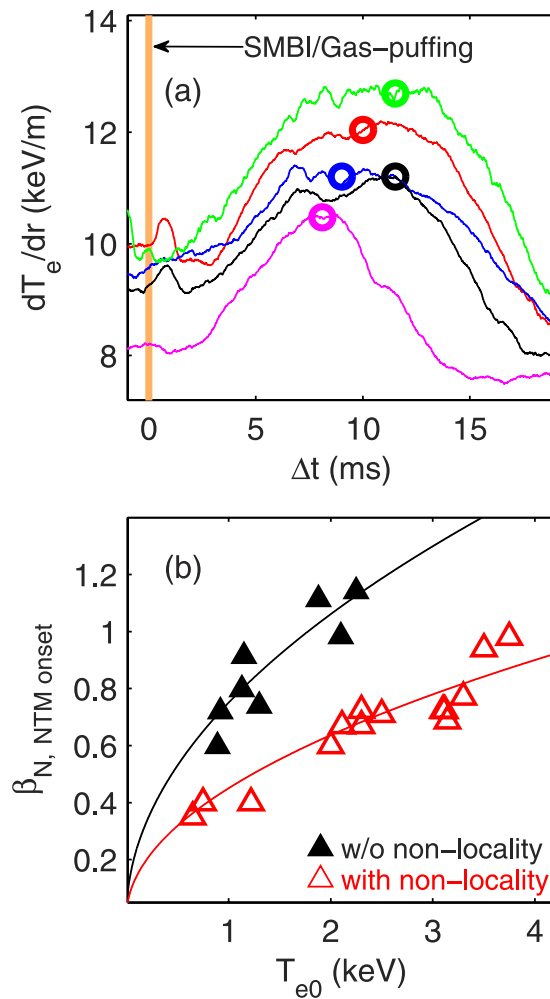 14
SMBI/Gas−puffing
(a)
12
10
8
dT_e/dr (keV/m)
0 5 10 15
Δt (ms)
(b)
1.2
1
0.8
0.6
0.4
0.2
β_N, NTM onset
w/o non−locality
with non−locality
1 2 3 4
T_e0 (keV)